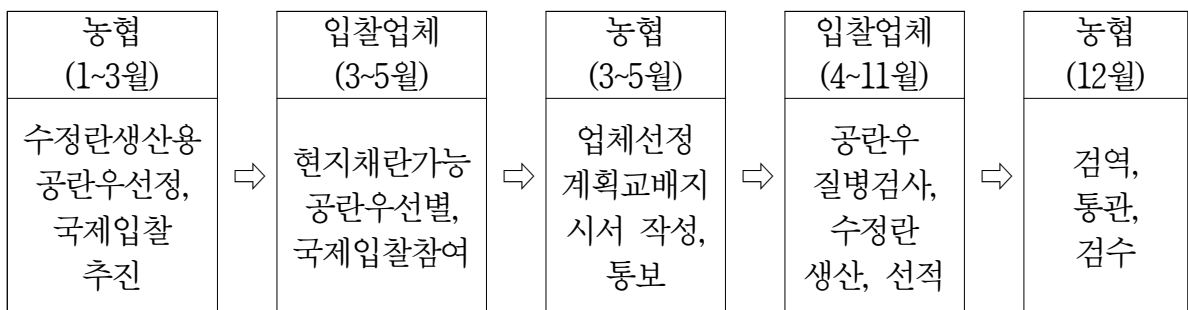 농협
(1~3월)
수정란생산용
공란우선정,
국제입찰
추진
⇨
입찰업체
(3~5월)
현지채란가능
공란우선별,
국제입찰참여
⇨
농협
(3~5월)
업체선정
계획교배지
시서 작성,
통보
⇨
입찰업체
(4~11월)
공란우
질병검사,
수정란
생산, 선적
⇨
농협
(12월)
검역,
통관,
검수